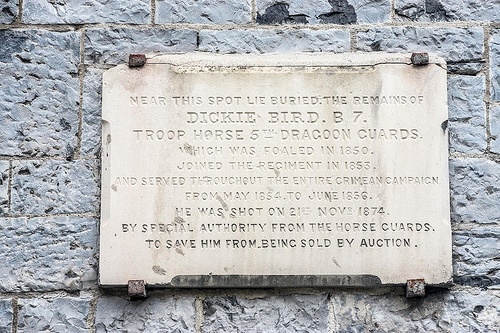 NEAR THIS SPOT LIE BURIED.THE REMAINS OF
DICKIE BIRD. B 7.
TROOP HORSE 5TH DRAGOON GUARDS.
WHICH WAS FOALED IN 1850.
JOINED THE REGIMENT IN 1853.
AND SERVED THROUGHOUT THE ENTIRE CRIMEAN CAMPAIGN
FROM MAY 1854. TO JUNE 1856.
HE WAS SHOT ON 21ST NOVR 1874.
BY SPECIAL AUTHORITY FROM THE HORSE GUARDS.
TO SAVE HIM FROM.BEING SOLD BY AUCTION.